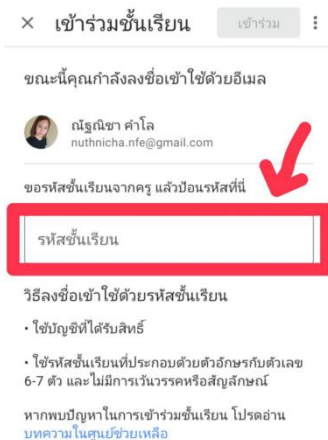 × เข้าร่วมชั้นเรียน เข้าร่วม
ขณะนี้คุณกำลังลงชื่อเข้าใช้ด้วยอีเมล
ณัฐณิชา คำโล
nuthnicha.nfe@gmail.com
ขอรหัสชั้นเรียนจากครู แล้วป้อนรหัสที่นี่
รหัสชั้นเรียน
วิธีลงชื่อเข้าใช้ด้วยรหัสชั้นเรียน
• ใช้บัญชีที่ได้รับสิทธิ์
• ใช้รหัสชั้นเรียนที่ประกอบด้วยตัวอักษรกับตัวเลข
6-7 ตัว และไม่มีการเว้นวรรคหรือสัญลักษณ์
หากพบปัญหาในการเข้าร่วมชั้นเรียน โปรดอ่าน
บทความในศูนย์ช่วยเหลือ